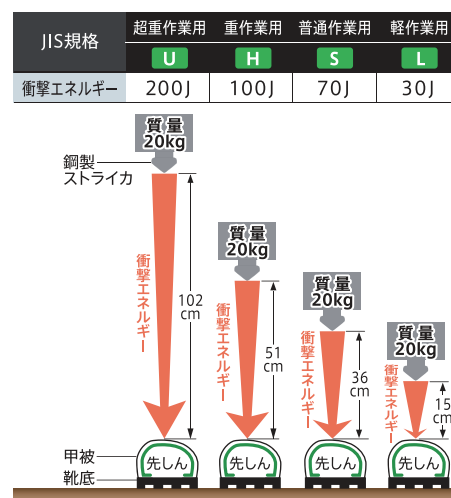 JIS規格 超重作業用 重作業用 普通作業用 軽作業用
U H S L
衝撃エネルギー 200J 100J 70J 30J
質量
20kg
鋼製
ストライカ
衝撃エネルギー
102
cm
質量
20kg
衝撃エネルギー
51
cm
質量
20kg
衝撃エネルギー
36
cm
質量
20kg
衝撃エネルギー
15
cm
甲被
靴底
先しん 先しん 先しん 先しん